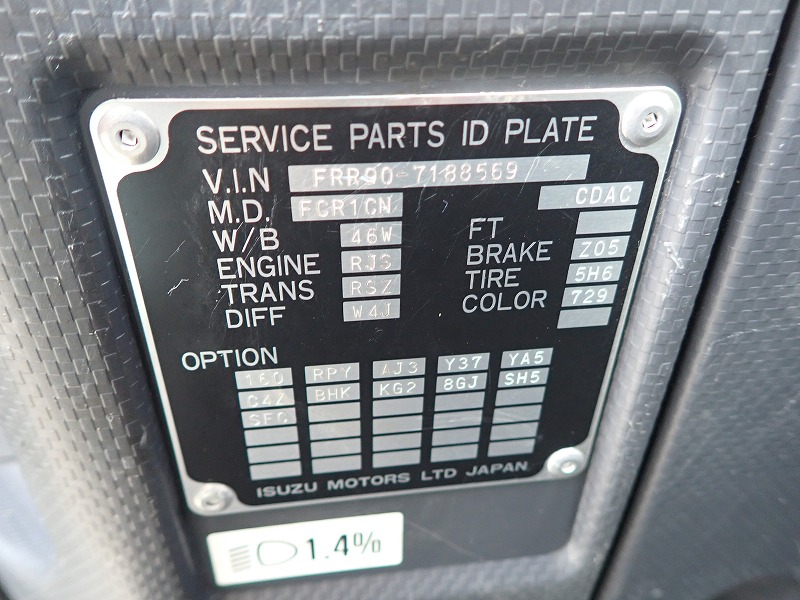 SERVICE PARTS ID PLATE
V.I.N FRR90-7188569
M.D. FCR1CN CDAC
W/B 46W FT
ENGINE RJS BRAKE Z05
TRANS RSZ TIRE 5H6
DIFF W4J COLOR 729
OPTION
160 RPY AJ3 Y37 YA5
C4Z BHK KG2 8GJ SH5
SFC
ISUZU MOTORS LTD JAPAN
1.4%